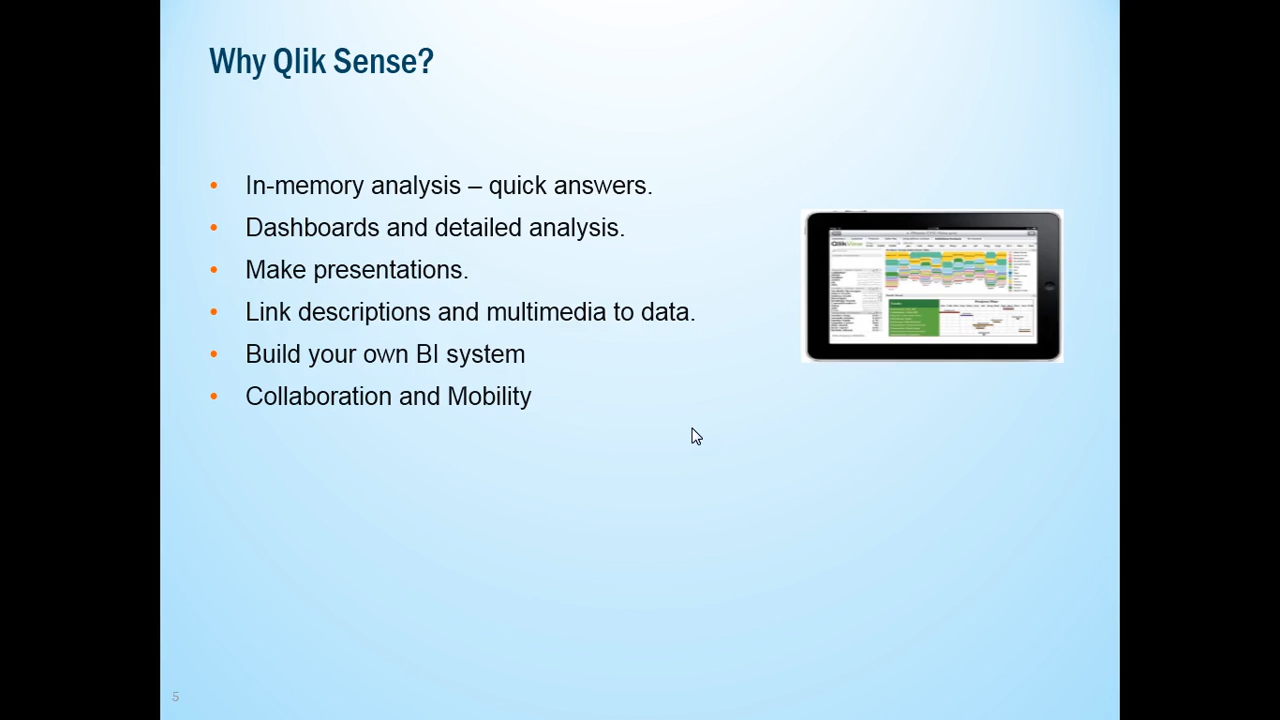 Why Qlik Sense?
• In-memory analysis – quick answers.
• Dashboards and detailed analysis.
• Make presentations.
• Link descriptions and multimedia to data.
• Build your own BI system
• Collaboration and Mobility
QlikView
5